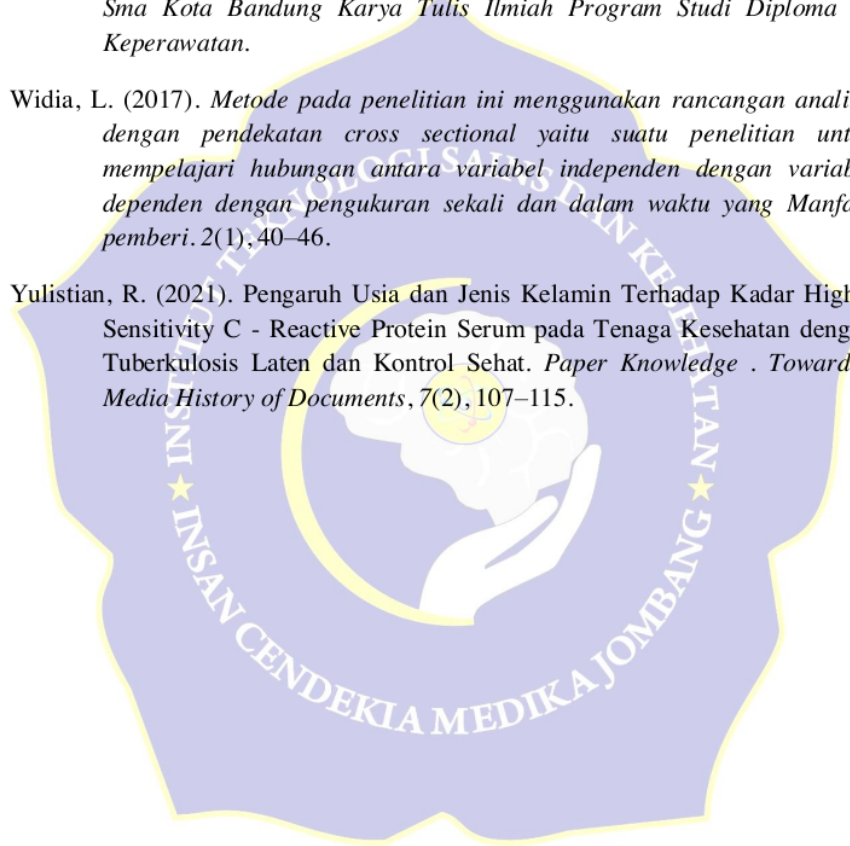 Sma Kota Bandung Karya Tulis Ilmiah Program Studi Diploma
Keperawatan.
Widia, L. (2017). Metode pada penelitian ini menggunakan rancangan anali
dengan pendekatan cross sectional yaitu suatu penelitian unt
mempelajari hubungan antara variabel independen dengan variab
dependen dengan pengukuran sekali dan dalam waktu yang Manfa
pemberi. 2(1), 40–46.
Yulistian, R. (2021). Pengaruh Usia dan Jenis Kelamin Terhadap Kadar High
Sensitivity C - Reactive Protein Serum pada Tenaga Kesehatan deng
Tuberkulosis Laten dan Kontrol Sehat. Paper Knowledge . Toward
Media History of Documents, 7(2), 107–115.
INSTITUT TEKNOLOGI SAINS DAN KESEHATAN
INSAN CENDEKIA MEDIKA JOMBANG